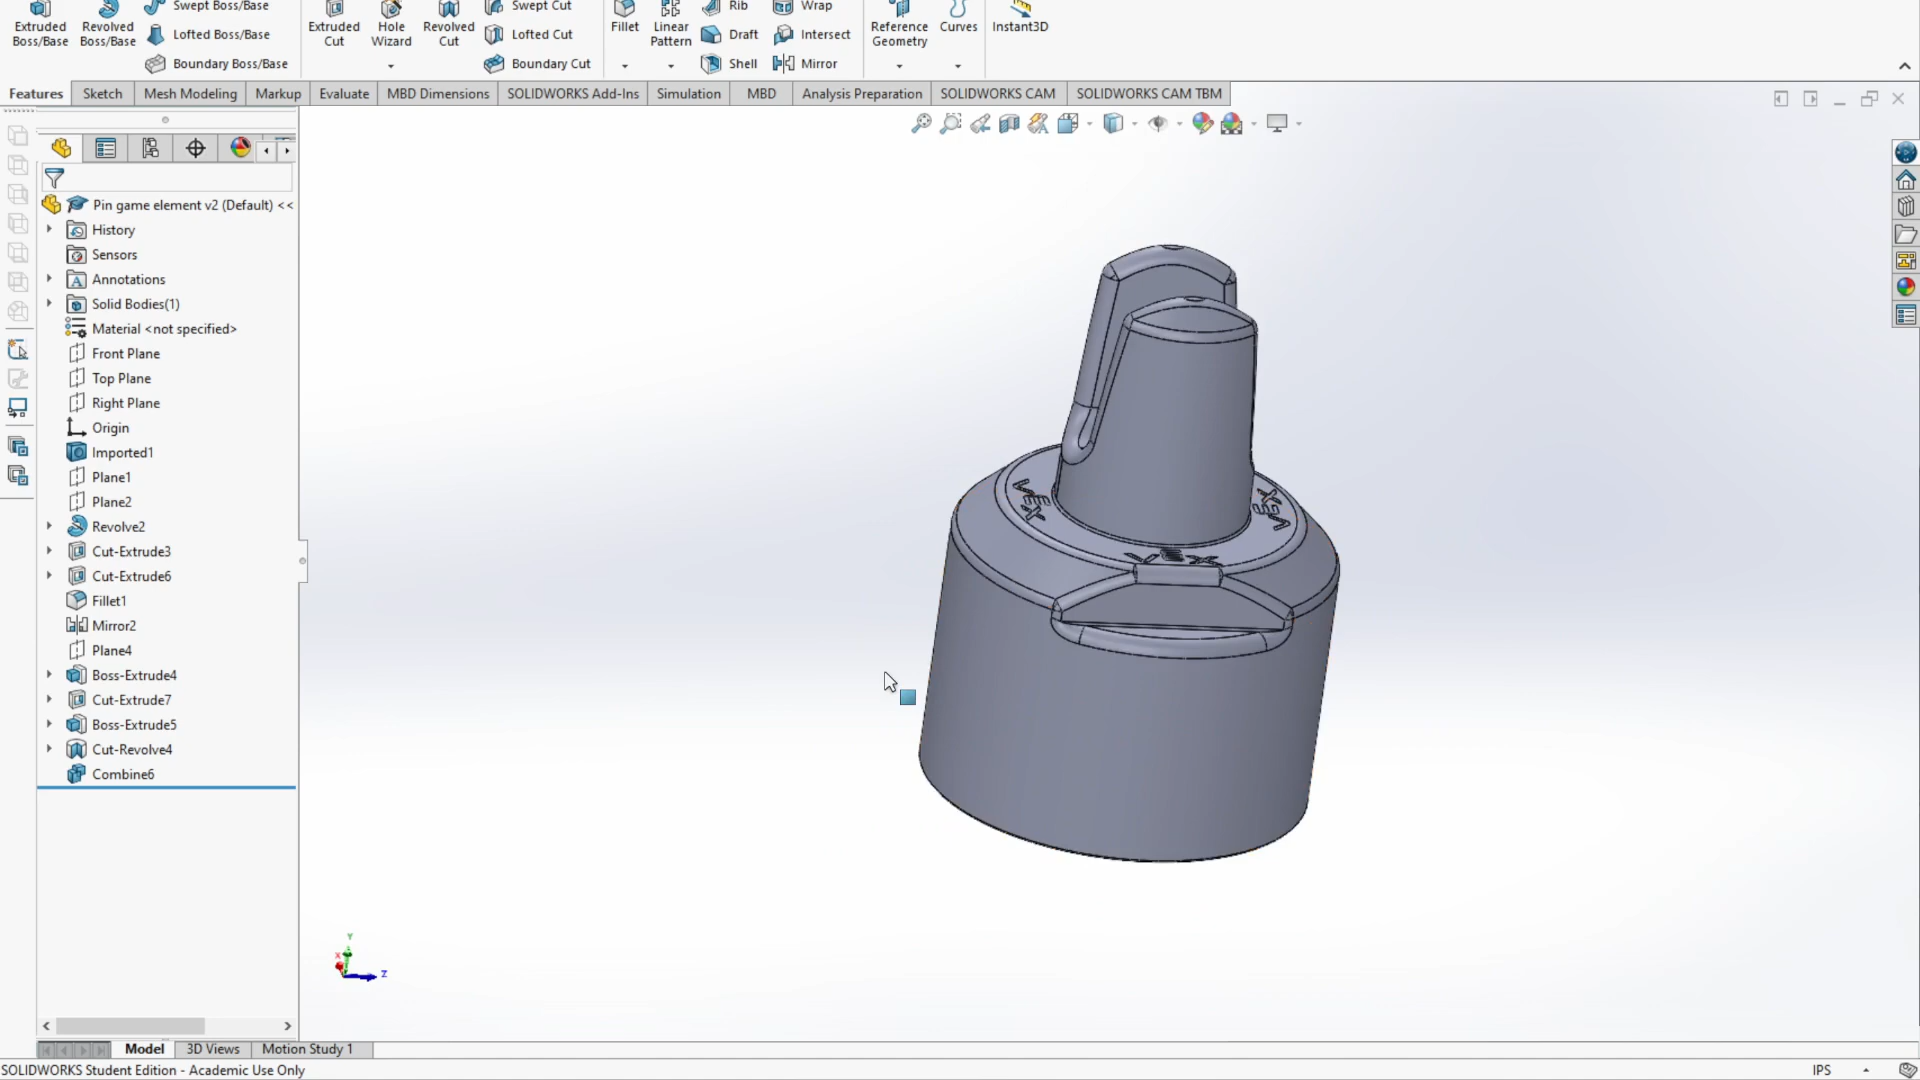 Swept Boss/Base
Swept Cut
Rib
Wrap
Extruded Boss/Base
Revolved Boss/Base
Lofted Boss/Base
Extruded Cut
Hole Wizard
Revolved Cut
Lofted Cut
Fillet
Linear Pattern
Draft
Intersect
Reference Geometry
Curves
Instant3D
Boundary Boss/Base
Boundary Cut
Shell
Mirror
Features
Sketch
Mesh Modeling
Markup
Evaluate
MBD Dimensions
SOLIDWORKS Add-Ins
Simulation
MBD
Analysis Preparation
SOLIDWORKS CAM
SOLIDWORKS CAM TBM
Pin game element v2 (Default) <<
History
Sensors
Annotations
Solid Bodies(1)
Material <not specified>
Front Plane
Top Plane
Right Plane
Origin
Imported1
Plane1
Plane2
Revolve2
Cut-Extrude3
Cut-Extrude6
Fillet1
Mirror2
Plane4
Boss-Extrude4
Cut-Extrude7
Boss-Extrude5
Cut-Revolve4
Combine6
VEX
VEX
VEX
Y
X
Z
Model
3D Views
Motion Study 1
SOLIDWORKS Student Edition - Academic Use Only
IPS